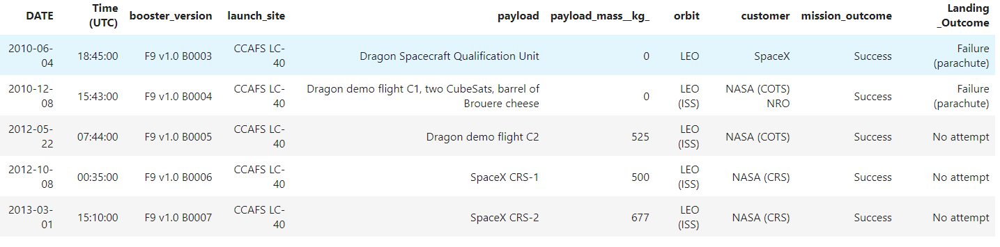 DATE Time (UTC) booster_version launch_site payload payload_mass__kg_ orbit customer mission_outcome Landing _Outcome
2010-06-04 18:45:00 F9 v1.0 B0003 CCAFS LC-40 Dragon Spacecraft Qualification Unit 0 LEO SpaceX Success Failure (parachute)
2010-12-08 15:43:00 F9 v1.0 B0004 CCAFS LC-40 Dragon demo flight C1, two CubeSats, barrel of Brouere cheese 0 LEO (ISS) NASA (COTS) NRO Success Failure (parachute)
2012-05-22 07:44:00 F9 v1.0 B0005 CCAFS LC-40 Dragon demo flight C2 525 LEO (ISS) NASA (COTS) Success No attempt
2012-10-08 00:35:00 F9 v1.0 B0006 CCAFS LC-40 SpaceX CRS-1 500 LEO (ISS) NASA (CRS) Success No attempt
2013-03-01 15:10:00 F9 v1.0 B0007 CCAFS LC-40 SpaceX CRS-2 677 LEO (ISS) NASA (CRS) Success No attempt